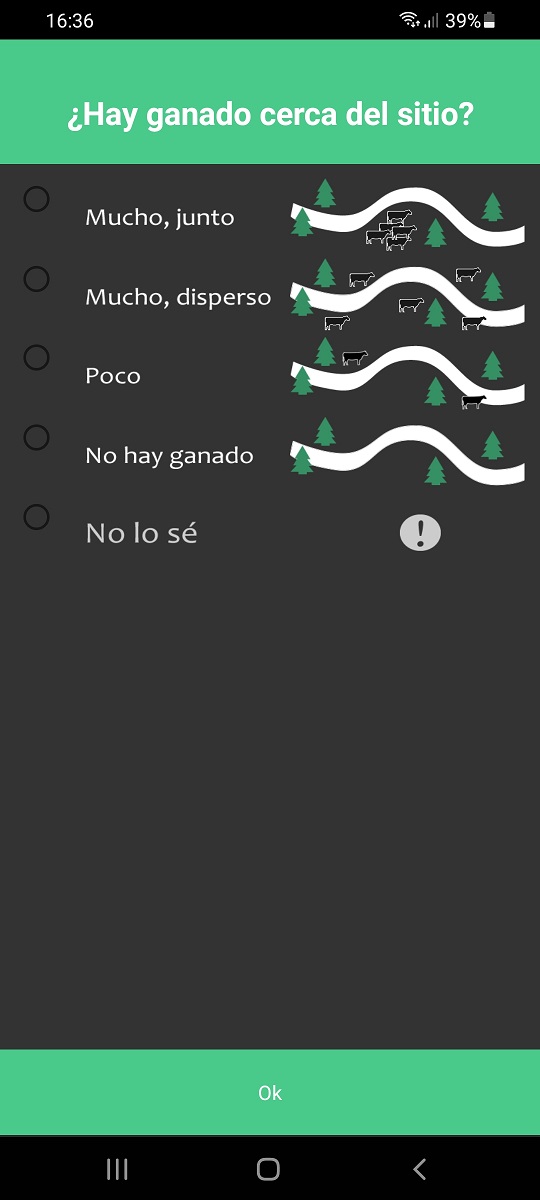 16:36
39%
¿Hay ganado cerca del sitio?
Mucho, junto
Mucho, disperso
Poco
No hay ganado
No lo sé
!
Ok